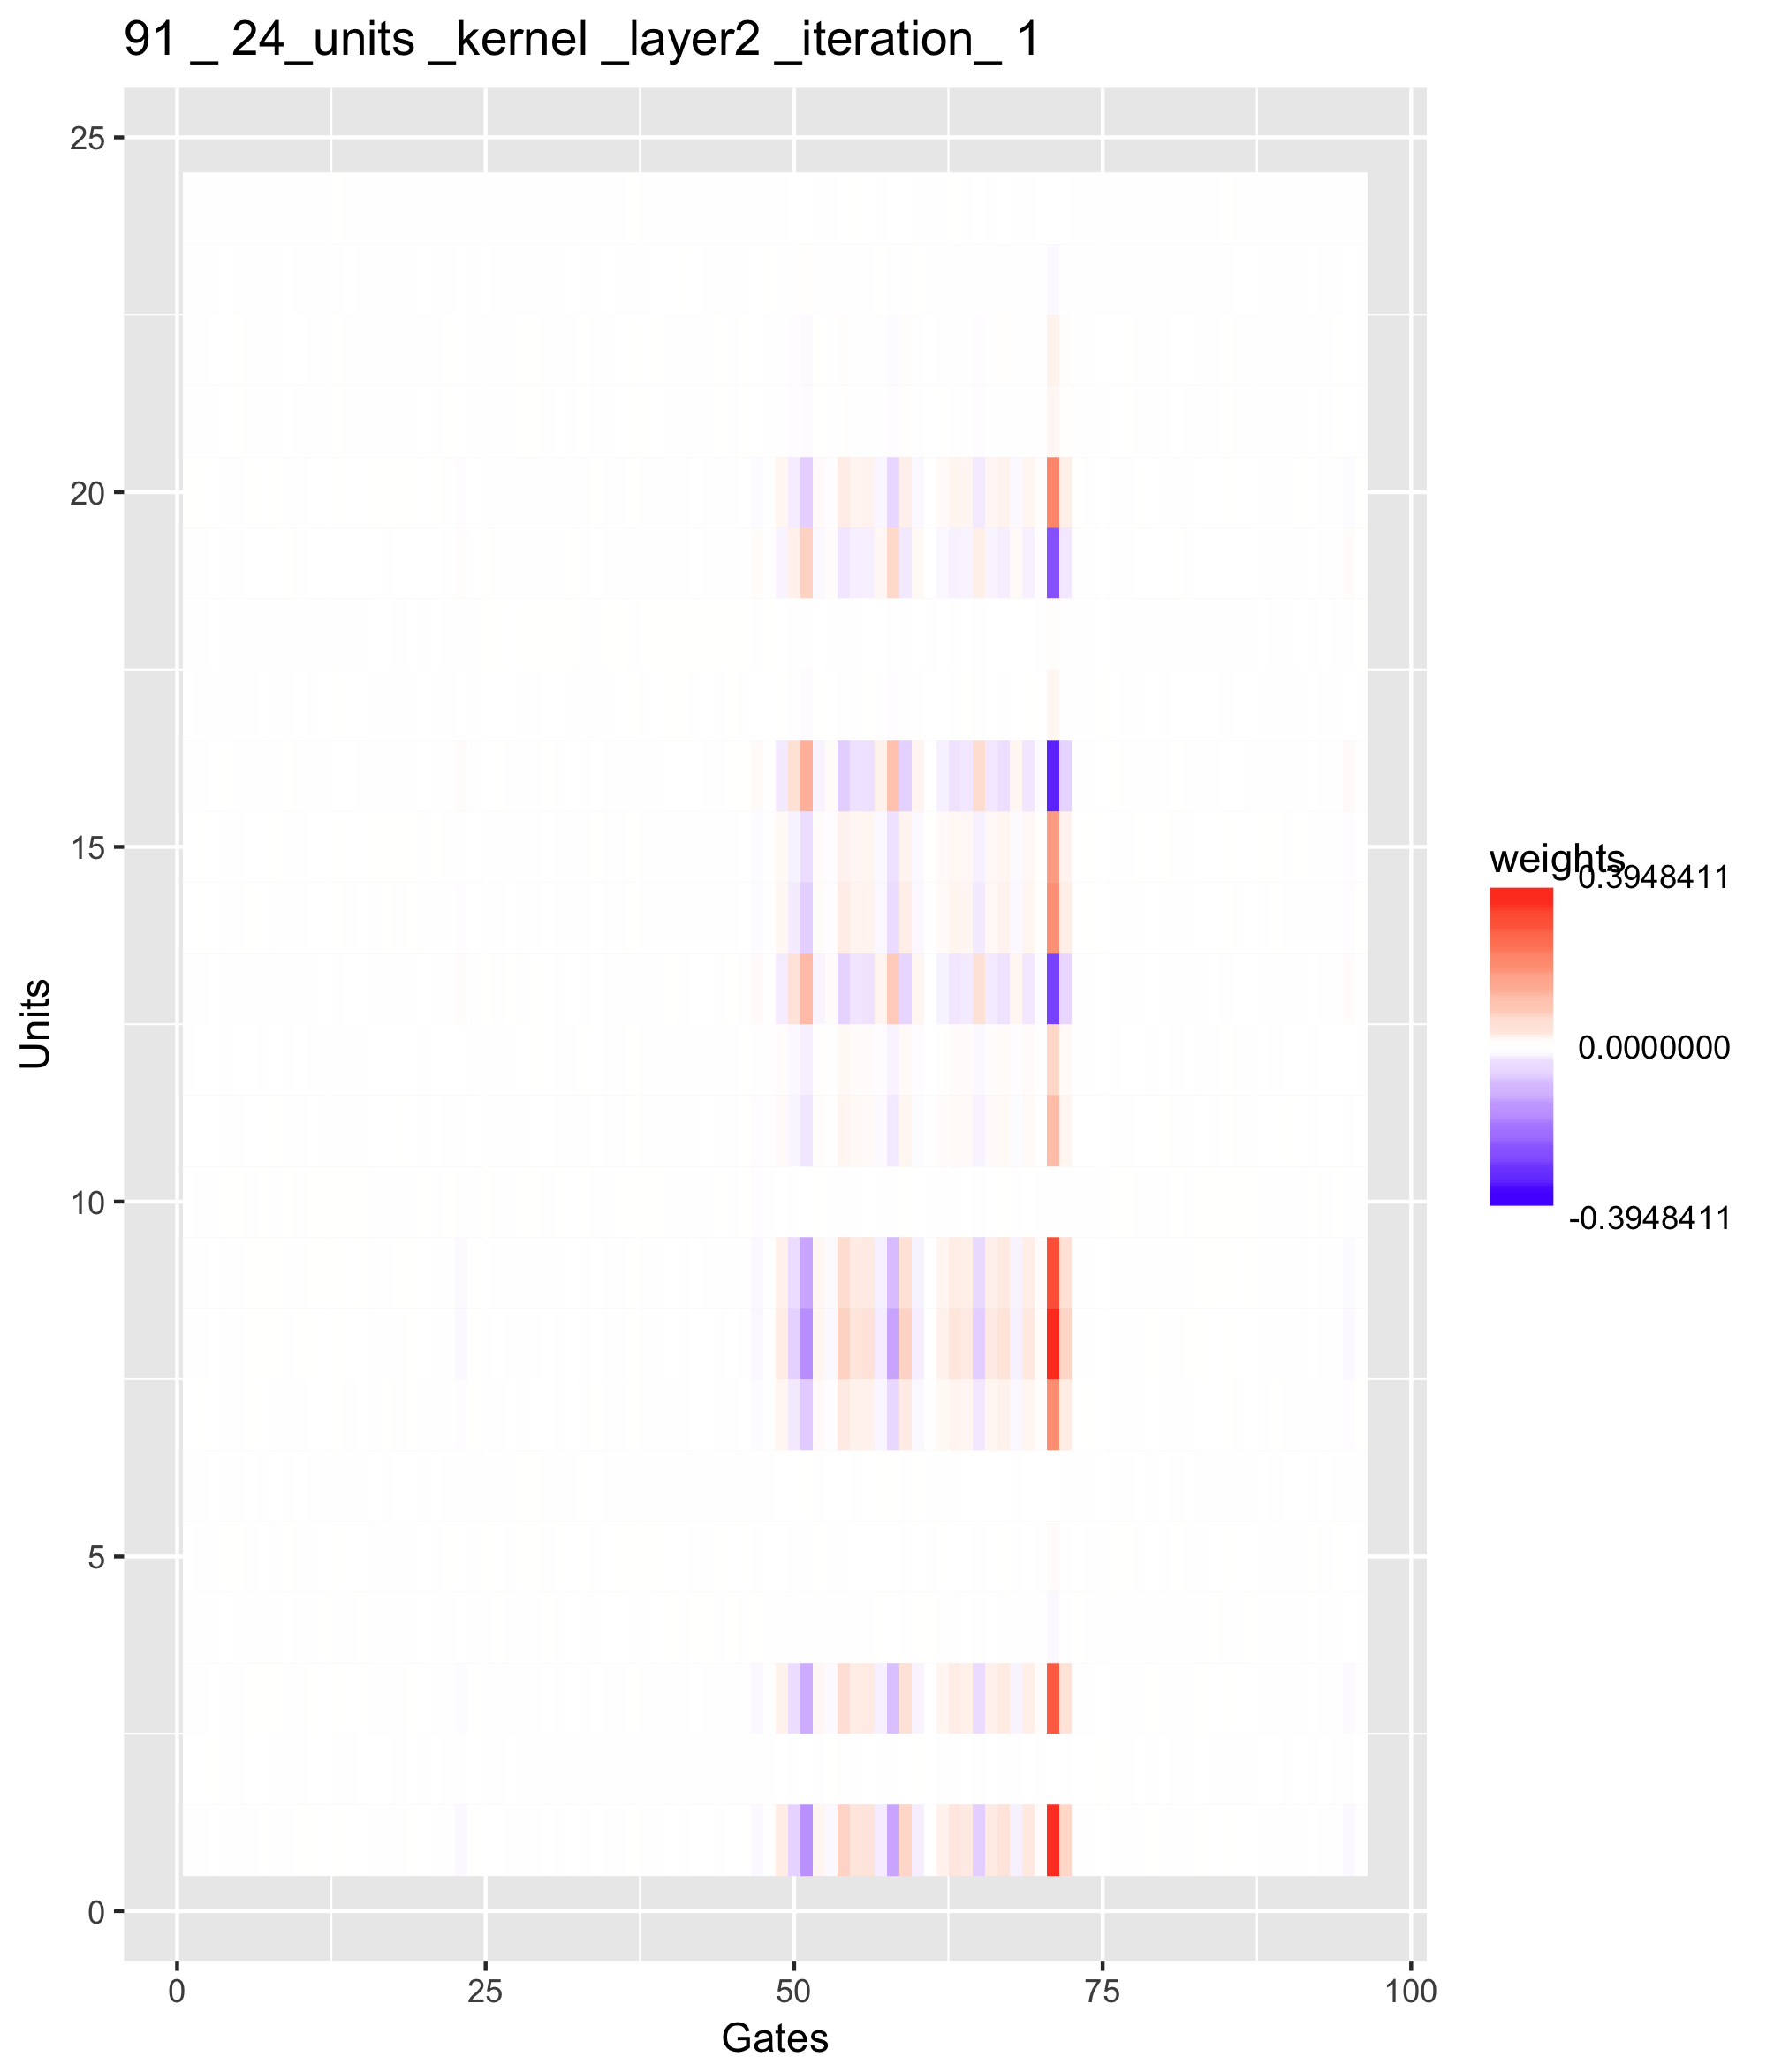 91 _ 24_units _kernel _layer2 _iteration_ 1
25
20
15
10
5
0
Units
0 25 50 75 100
Gates
weights
0.3948411
0.0000000
-0.3948411